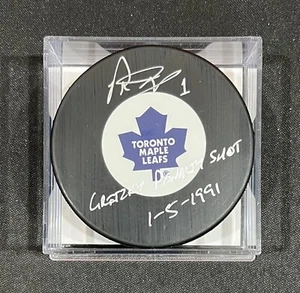 1
TORONTO
MAPLE
LEAFS
GRETZKY PENALTY SHOT
1-5-1991